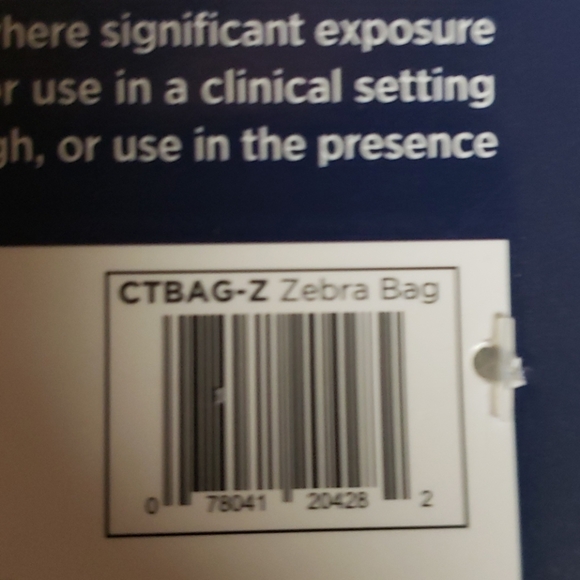 here significant exposure
r use in a clinical setting
gh, or use in the presence
CTBAG-Z Zebra Bag
0 78041 20428 2